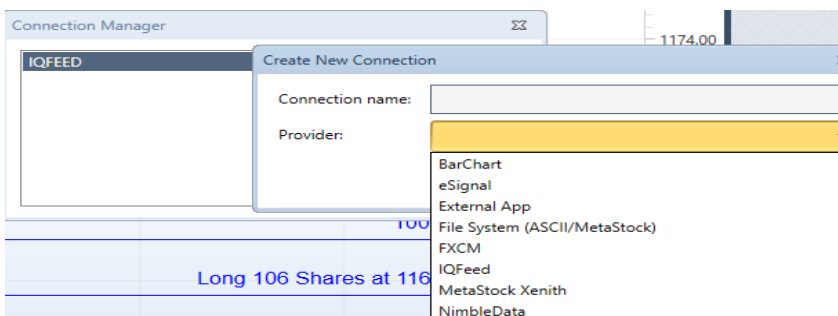 Connection Manager
1174.00
IQFEED
Create New Connection
Connection name:
Provider:
BarChart
eSignal
External App
File System (ASCII/MetaStock)
FXCM
IQFeed
MetaStock Xenith
NimbleData
Long 106 Shares at 116